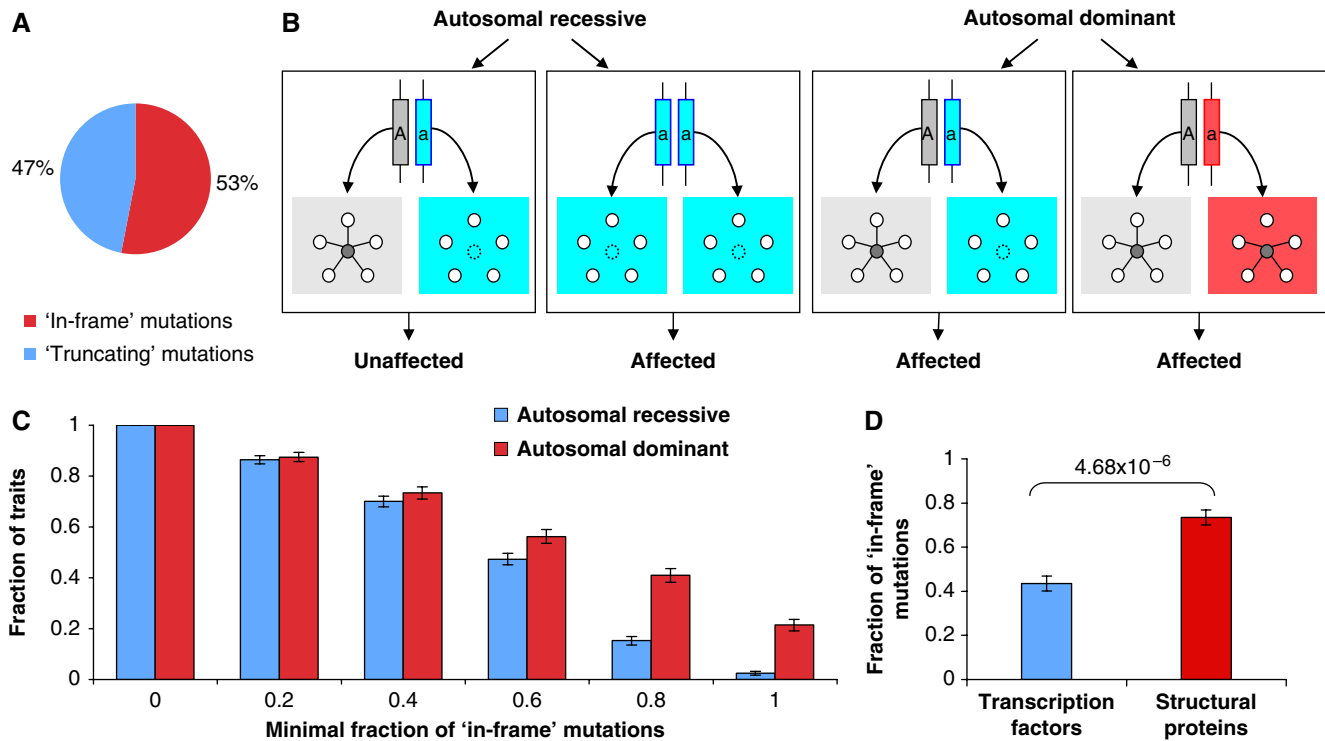 A
47%
53%
'In-frame' mutations
'Truncating' mutations
B
Autosomal recessive
Autosomal dominant
A a
a a
A a
A a
Unaffected
Affected
Affected
Affected
C
Autosomal recessive
Autosomal dominant
Fraction of traits
1
0.8
0.6
0.4
0.2
0
0 0.2 0.4 0.6 0.8 1
Minimal fraction of 'in-frame' mutations
D
4.68x10⁻⁶
Fraction of 'in-frame'
mutations
1
0.8
0.6
0.4
0.2
0
Transcription
factors
Structural
proteins